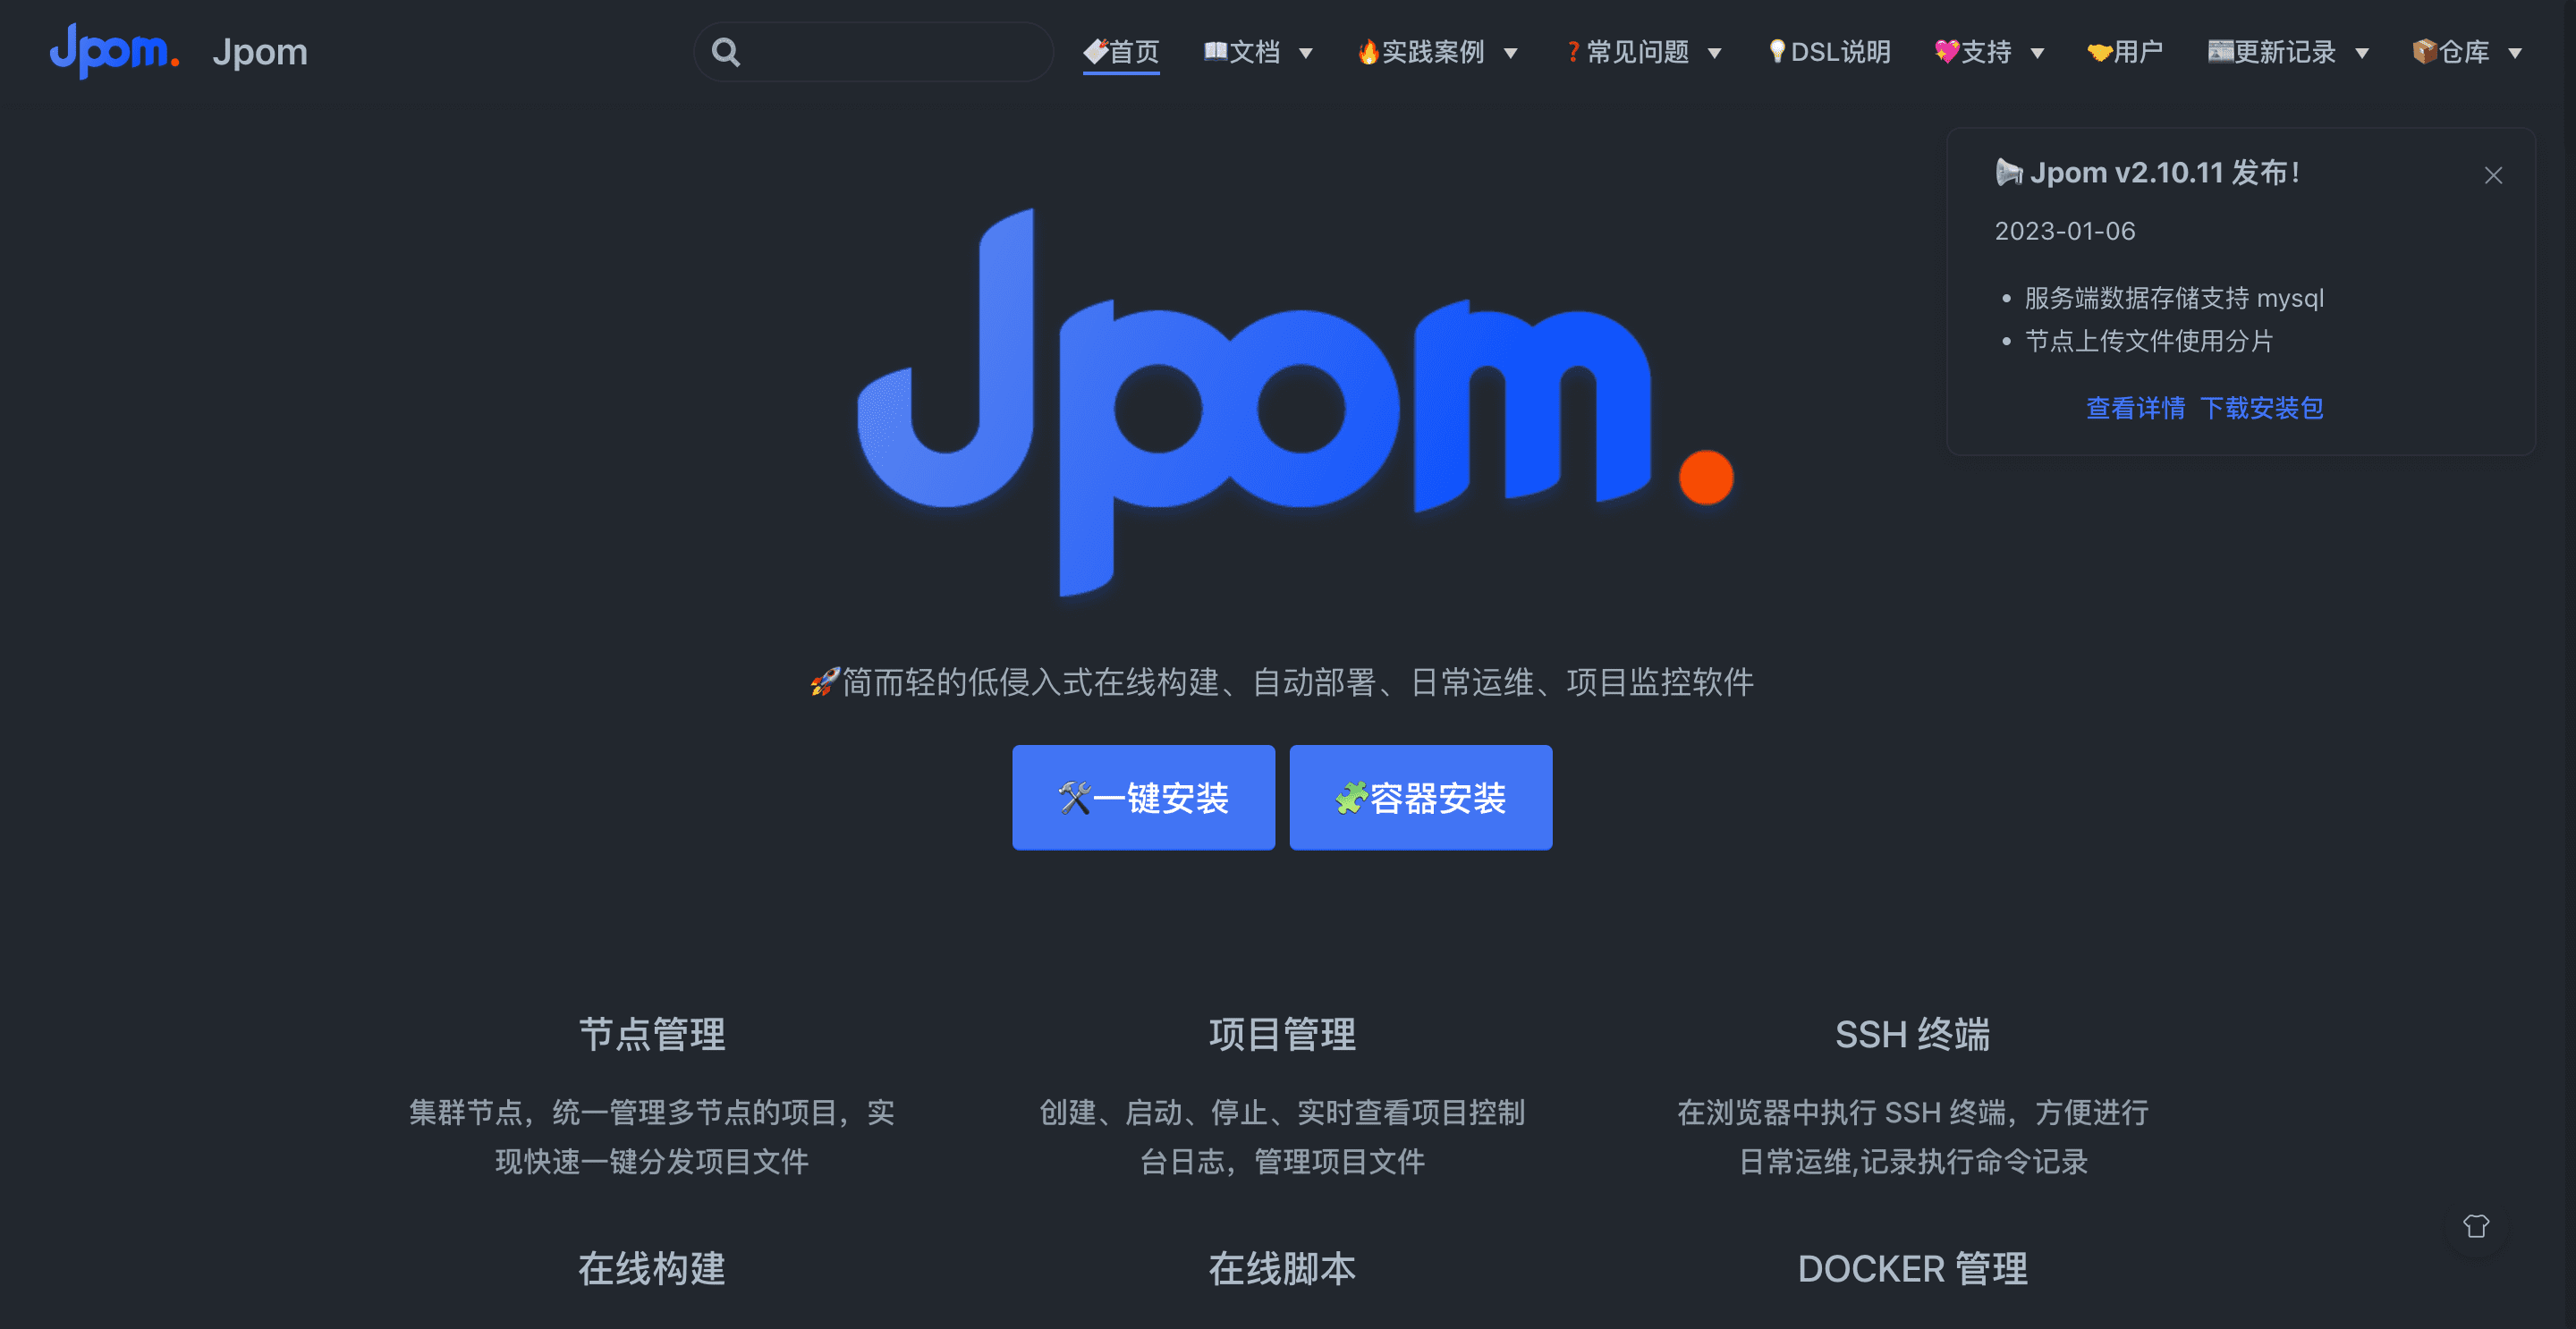 Jpom. Jpom 🔖首页 📖文档 🔥实践案例 ❓常见问题 💡DSL说明 💖支持 🤝用户 📰更新记录 📦仓库
📢 Jpom v2.10.11 发布！
2023-01-06
• 服务端数据存储支持 mysql
• 节点上传文件使用分片
查看详情 下载安装包
Jpom.
🚀简而轻的低侵入式在线构建、自动部署、日常运维、项目监控软件
🛠️一键安装 🧩容器安装
节点管理
集群节点，统一管理多节点的项目，实
现快速一键分发项目文件
项目管理
创建、启动、停止、实时查看项目控制
台日志，管理项目文件
SSH 终端
在浏览器中执行 SSH 终端，方便进行
日常运维,记录执行命令记录
在线构建
在线脚本
DOCKER 管理